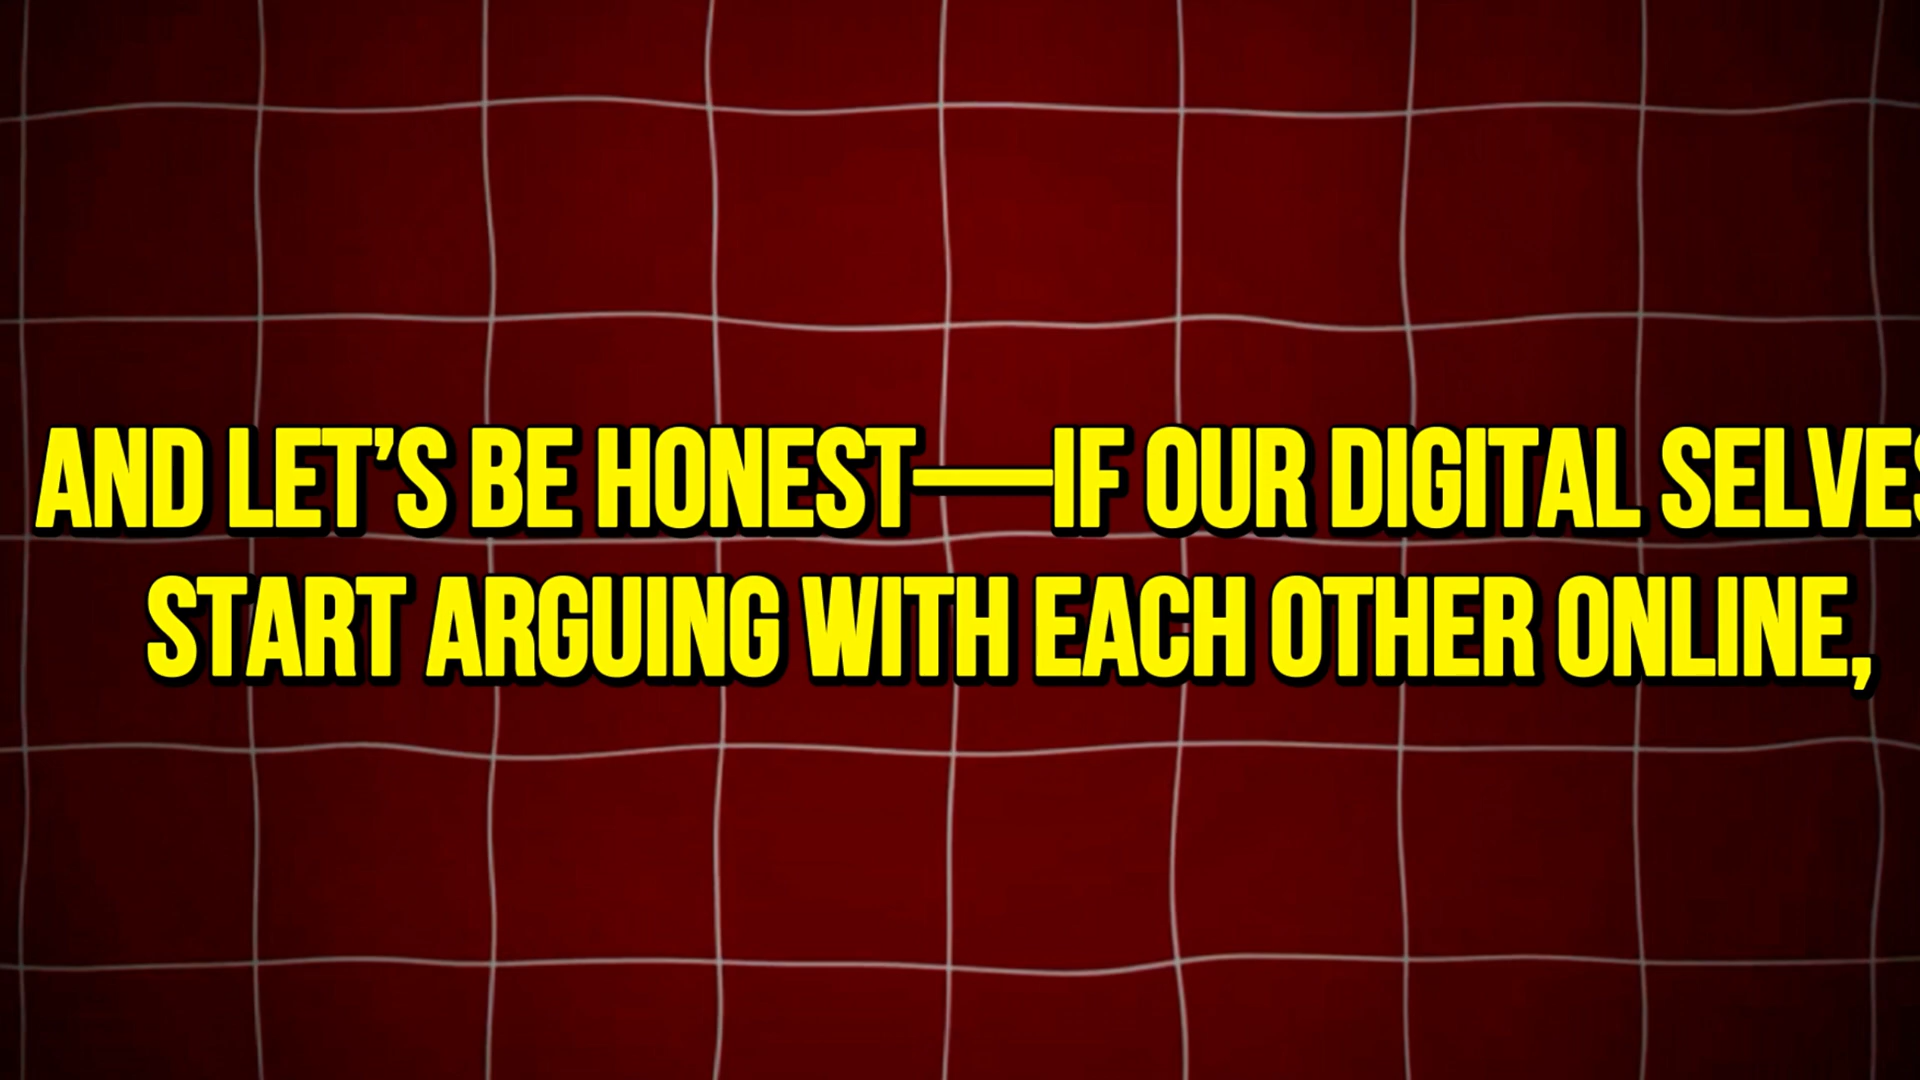 AND LET’S BE HONEST—IF OUR DIGITAL SELVES
START ARGUING WITH EACH OTHER ONLINE,